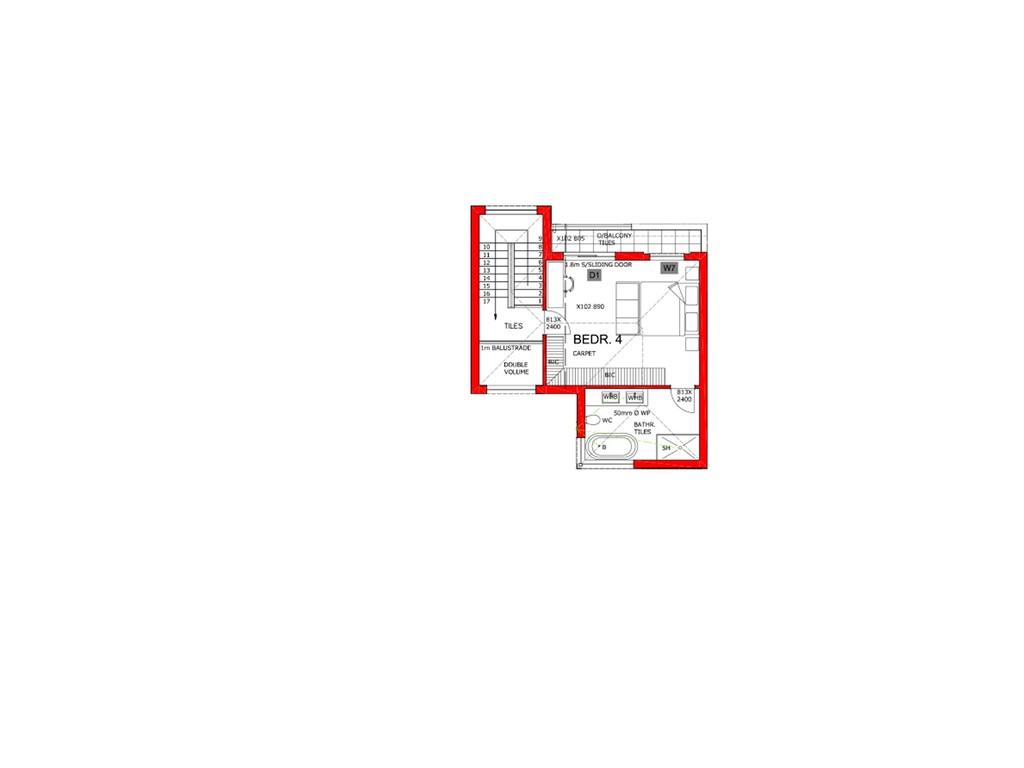 O/BALCONY
X102 805
TILES
9
10
8
11
7
12
6
13
5
14
4
15
3
16
2
17
1
1.8m S/SLIDING DOOR
D1
W7
X102 890
TILES
813X
2400
BEDR. 4
CARPET
1m BALUSTRADE
DOUBLE
VOLUME
BIC
BIC
813X
2400
WHB
WHB
50mm Ø WP
WC
BATHR.
TILES
B
SH